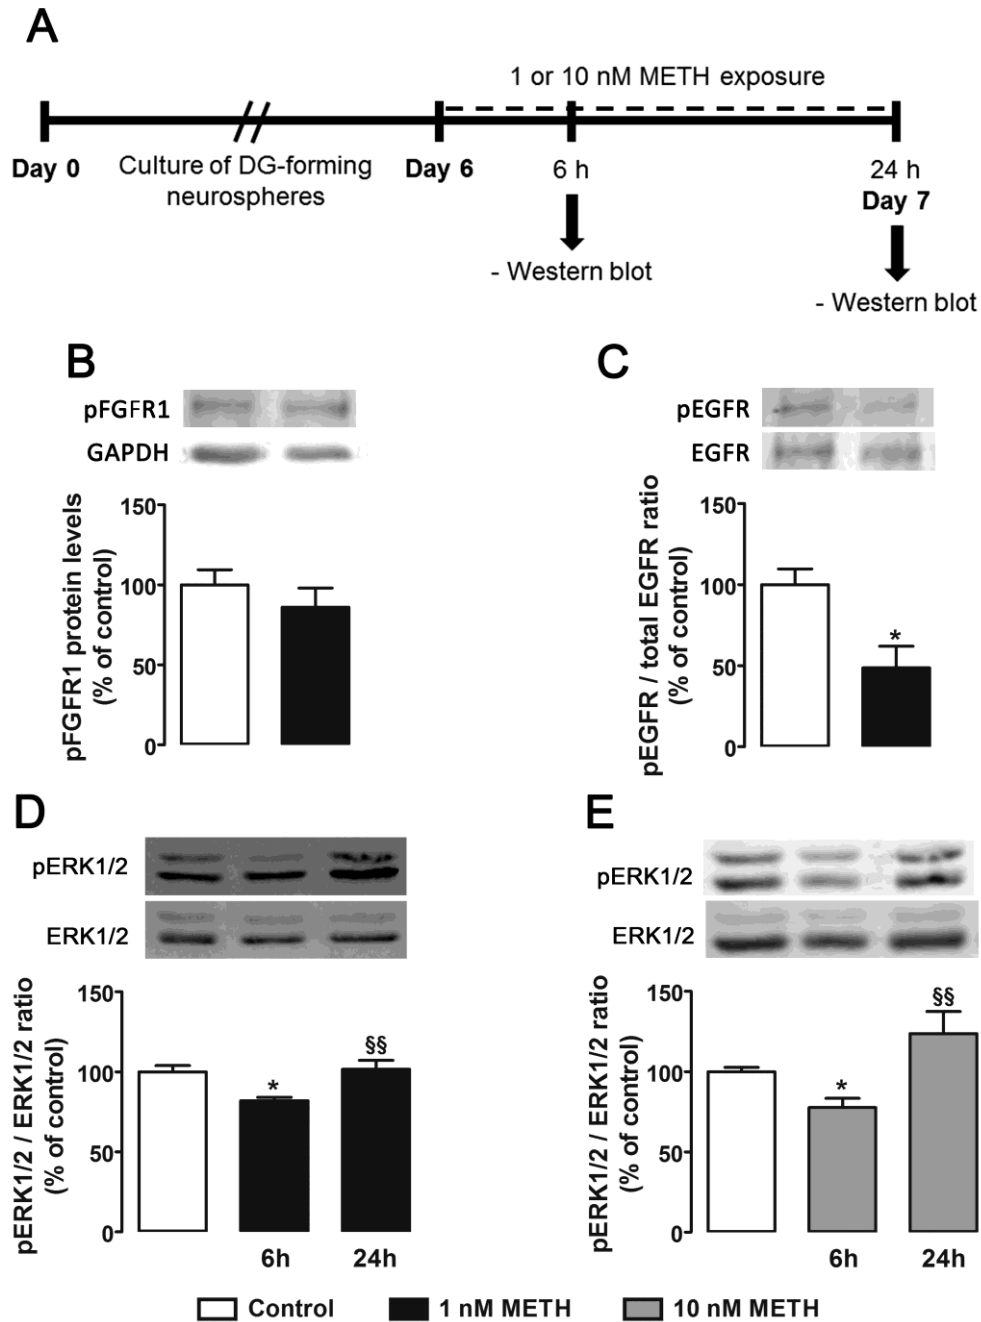 A
1 or 10 nM METH exposure
Day 0
Culture of DG-forming
neurospheres
Day 6
6 h
24 h
Day 7
- Western blot
- Western blot
B
pFGFR1
GAPDH
pFGFR1 protein levels
(% of control)
150
100
50
0
C
pEGFR
EGFR
pEGFR / total EGFR ratio
(% of control)
150
100
50
0
*
D
pERK1/2
ERK1/2
pERK1/2 / ERK1/2 ratio
(% of control)
150
100
50
0
*
§§
6h
24h
E
pERK1/2
ERK1/2
pERK1/2 / ERK1/2 ratio
(% of control)
150
100
50
0
*
§§
6h
24h
Control
1 nM METH
10 nM METH